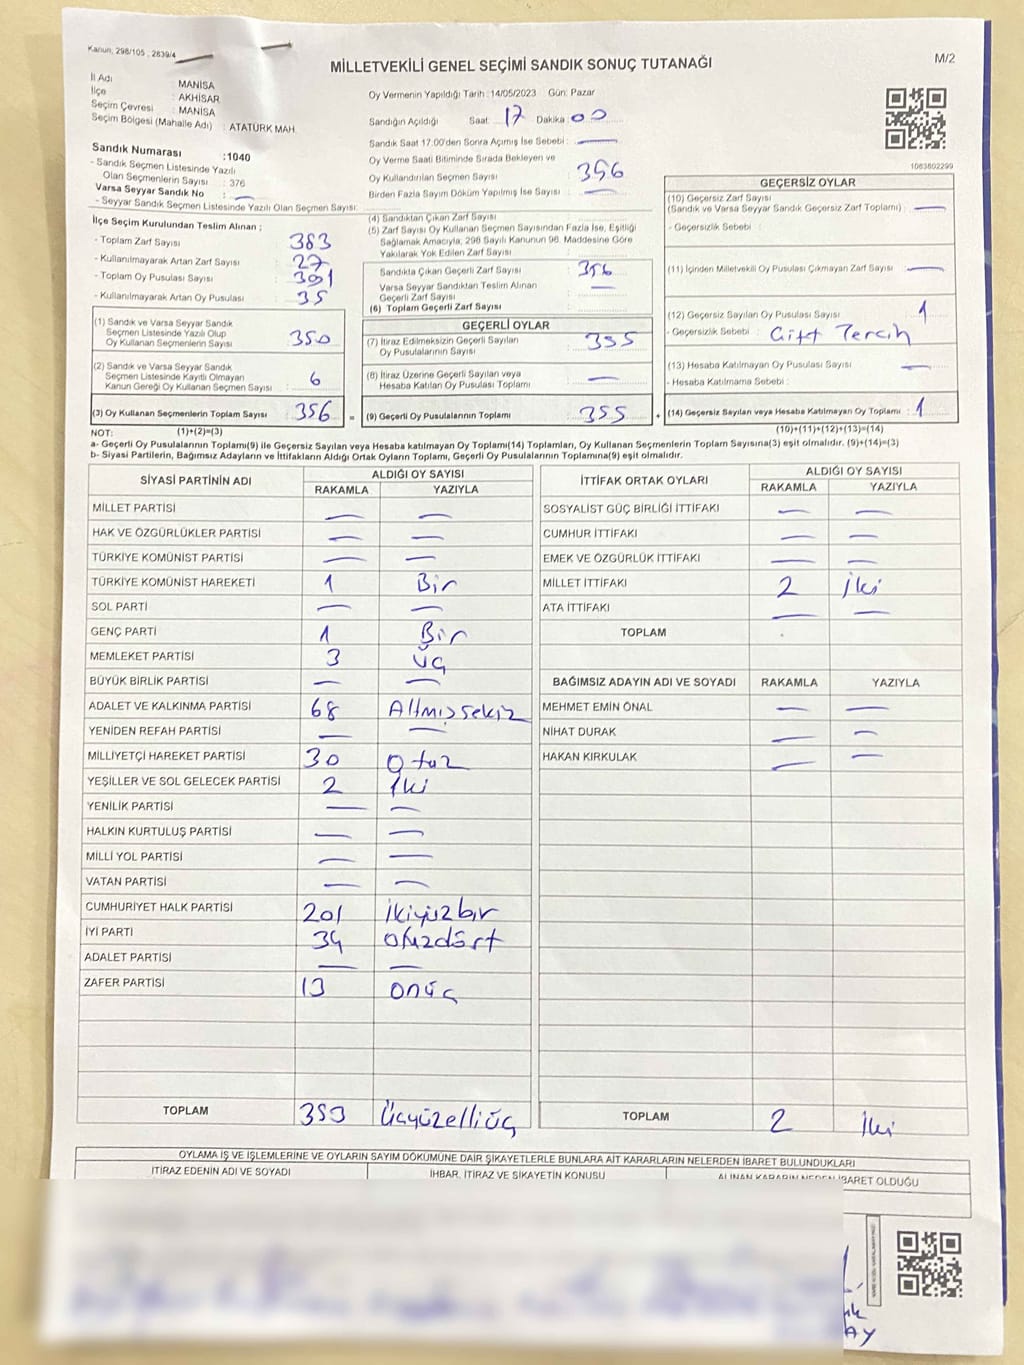 Kanun; 298/105 , 2839/4
MİLLETVEKİLİ GENEL SEÇİMİ SANDIK SONUÇ TUTANAĞI
M/2
İl Adı : MANİSA
İlçe : AKHİSAR
Seçim Çevresi : MANİSA
Seçim Bölgesi (Mahalle Adı) : ATATÜRK MAH.
Sandık Numarası :1040
- Sandık Seçmen Listesinde Yazılı
Olan Seçmenlerin Sayısı : 376
Varsa Seyyar Sandık No : —
- Seyyar Sandık Seçmen Listesinde Yazılı Olan Seçmen Sayısı:
Oy Vermenin Yapıldığı Tarih :14/05/2023 Gün: Pazar
Sandığın Açıldığı Saat: 17 Dakika: 00
Sandık Saat 17:00'den Sonra Açımış İse Sebebi : —
Oy Verme Saati Bitiminde Sırada Bekleyen ve
Oy Kullandırılan Seçmen Sayısı : 356
Birden Fazla Sayım Döküm Yapılmış İse Sayısı : —
1063602299
İlçe Seçim Kurulundan Teslim Alınan ;
- Toplam Zarf Sayısı : 383
- Kullanılmayarak Artan Zarf Sayısı : 27
- Toplam Oy Pusulası Sayısı : 391
- Kullanılmayarak Artan Oy Pusulası : 35
(1) Sandık ve Varsa Seyyar Sandık
Seçmen Listesinde Yazılı Olup
Oy Kullanan Seçmenlerin Sayısı : 350
(2) Sandık ve Varsa Seyyar Sandık
Seçmen Listesinde Kayıtlı Olmayan
Kanun Gereği Oy Kullanan Seçmen Sayısı : 6
(3) Oy Kullanan Seçmenlerin Toplam Sayısı : 356
(4) Sandıktan Çıkan Zarf Sayısı
(5) Zarf Sayısı Oy Kullanan Seçmen Sayısından Fazla İse, Eşitliği
Sağlamak Amacıyla, 298 Sayılı Kanunun 98. Maddesine Göre
Yakılarak Yok Edilen Zarf Sayısı :
Sandıkta Çıkan Geçerli Zarf Sayısı : 356
Varsa Seyyar Sandıktan Teslim Alınan
Geçerli Zarf Sayısı : —
(6) Toplam Geçerli Zarf Sayısı :
GEÇERLİ OYLAR
(7) İtiraz Edilmeksizin Geçerli Sayılan
Oy Pusulalarının Sayısı : 355
(8) İtiraz Üzerine Geçerli Sayılan veya
Hesaba Katılan Oy Pusulası Toplamı : —
= (9) Geçerli Oy Pusulalarının Toplamı : 355
GEÇERSİZ OYLAR
(10) Geçersiz Zarf Sayısı
(Sandık ve Varsa Seyyar Sandık Geçersiz Zarf Toplamı) : —
- Geçersizlik Sebebi :
(11) İçinden Milletvekili Oy Pusulası Çıkmayan Zarf Sayısı : —
(12) Geçersiz Sayılan Oy Pusulası Sayısı : 1
- Geçersizlik Sebebi : Çift Tercih
(13) Hesaba Katılmayan Oy Pusulası Sayısı : —
- Hesaba Katılmama Sebebi :
+ (14) Geçersiz Sayılan veya Hesaba Katılmayan Oy Toplamı : 1
NOT: (1)+(2)=(3)
(10)+(11)+(12)+(13)=(14)
a- Geçerli Oy Pusulalarının Toplamı(9) ile Geçersiz Sayılan veya Hesaba katılmayan Oy Toplamı(14) Toplamları, Oy Kullanan Seçmenlerin Toplam Sayısına(3) eşit olmalıdır. (9)+(14)=(3)
b- Siyasi Partilerin, Bağımsız Adayların ve İttifakların Aldığı Ortak Oyların Toplamı, Geçerli Oy Pusulalarının Toplamına(9) eşit olmalıdır.
SİYASİ PARTİNİN ADI ALDIĞI OY SAYISI
RAKAMLA YAZIYLA
MİLLET PARTİSİ — —
HAK VE ÖZGÜRLÜKLER PARTİSİ — —
TÜRKİYE KOMÜNİST PARTİSİ — —
TÜRKİYE KOMÜNİST HAREKETİ 1 Bir
SOL PARTİ — —
GENÇ PARTİ 1 Bir
MEMLEKET PARTİSİ 3 Üç
BÜYÜK BİRLİK PARTİSİ — —
ADALET VE KALKINMA PARTİSİ 68 Altmışsekiz
YENİDEN REFAH PARTİSİ — —
MİLLİYETÇİ HAREKET PARTİSİ 30 Otuz
YEŞİLLER VE SOL GELECEK PARTİSİ 2 İki
YENİLİK PARTİSİ — —
HALKIN KURTULUŞ PARTİSİ — —
MİLLİ YOL PARTİSİ — —
VATAN PARTİSİ — —
CUMHURİYET HALK PARTİSİ 201 İkiyüzbir
İYİ PARTİ 34 Otuzdört
ADALET PARTİSİ — —
ZAFER PARTİSİ 13 Onüç
TOPLAM 353 Üçyüzelliüç
İTTİFAK ORTAK OYLARI ALDIĞI OY SAYISI
RAKAMLA YAZIYLA
SOSYALİST GÜÇ BİRLİĞİ İTTİFAKI — —
CUMHUR İTTİFAKI — —
EMEK VE ÖZGÜRLÜK İTTİFAKI — —
MİLLET İTTİFAKI 2 İki
ATA İTTİFAKI — —
TOPLAM
BAĞIMSIZ ADAYIN ADI VE SOYADI RAKAMLA YAZIYLA
MEHMET EMİN ÖNAL — —
NİHAT DURAK — —
HAKAN KIRKULAK — —
TOPLAM 2 İki
OYLAMA İŞ VE İŞLEMLERİNE VE OYLARIN SAYIM DÖKÜMÜNE DAİR ŞİKAYETLERLE BUNLARA AİT KARARLARIN NELERDEN İBARET BULUNDUKLARI
İTİRAZ EDENİN ADI VE SOYADI İHBAR, İTİRAZ VE ŞİKAYETİN KONUSU ALINAN KARARIN NEDEN İBARET OLDUĞU